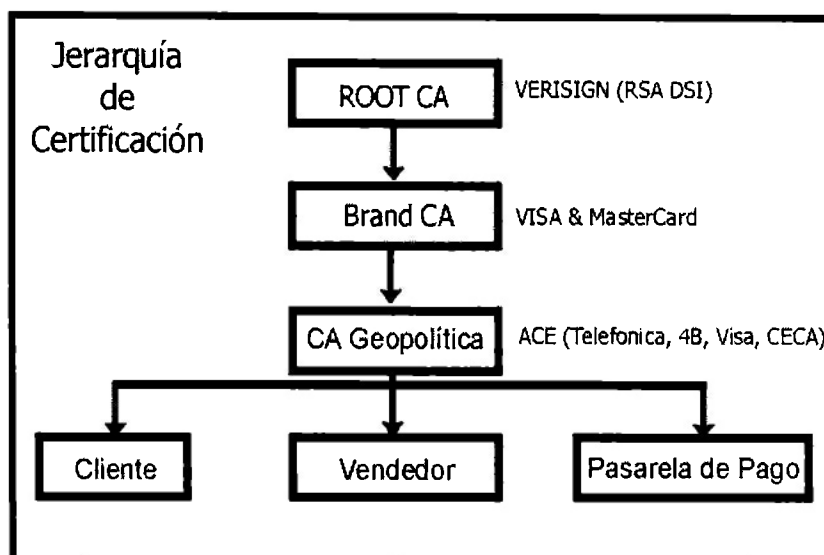 Jerarquía
de
Certificación
ROOT CA
VERISIGN (RSA DSI)
Brand CA
VISA & MasterCard
CA Geopolítica
ACE (Telefonica, 4B, Visa, CECA)
Cliente
Vendedor
Pasarela de Pago